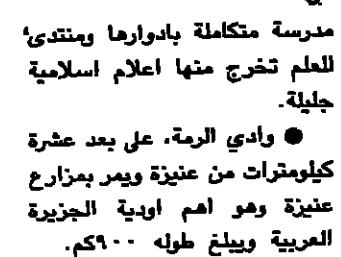 مدرسة متكاملة بادوارها ومنتدىً
للعلم تخرج منها اعلام اسلامية
جليلة.
● وادي الرمة، على بعد عشرة
كيلومترات من عنيزة ويمر بمزارع
عنيزة وهو اهم اودية الجزيرة
العربية ويبلغ طوله ٩٠٠كم.